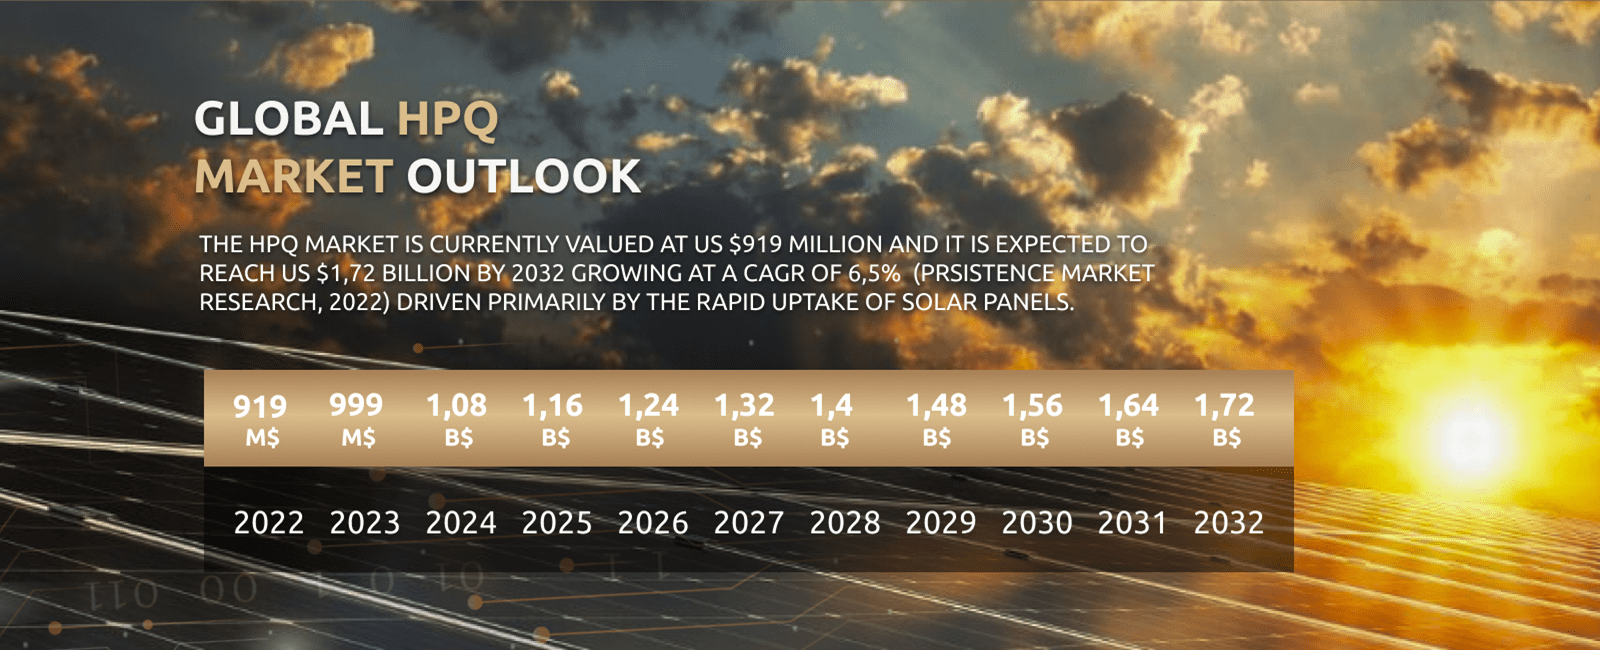 GLOBAL HPQ
MARKET OUTLOOK
THE HPQ MARKET IS CURRENTLY VALUED AT US $919 MILLION AND IT IS EXPECTED TO
REACH US $1,72 BILLION BY 2032 GROWING AT A CAGR OF 6,5% (PRSISTENCE MARKET
RESEARCH, 2022) DRIVEN PRIMARILY BY THE RAPID UPTAKE OF SOLAR PANELS.
919 999 1,08 1,16 1,24 1,32 1,4 1,48 1,56 1,64 1,72
M$ M$ B$ B$ B$ B$ B$ B$ B$ B$ B$
2022 2023 2024 2025 2026 2027 2028 2029 2030 2031 2032